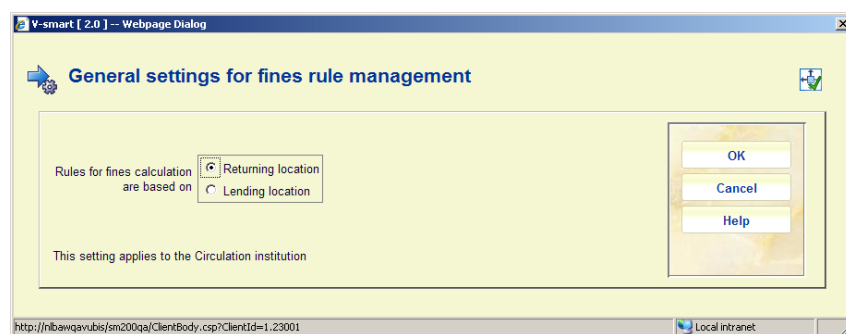 V-smart [ 2.0 ] -- Webpage Dialog
General settings for fines rule management
Rules for fines calculation
are based on
Returning location
Lending location
This setting applies to the Circulation institution
OK
Cancel
Help
http://nlbawqavubis/sm200qa/ClientBody.csp?ClientId=1.23001
Local intranet